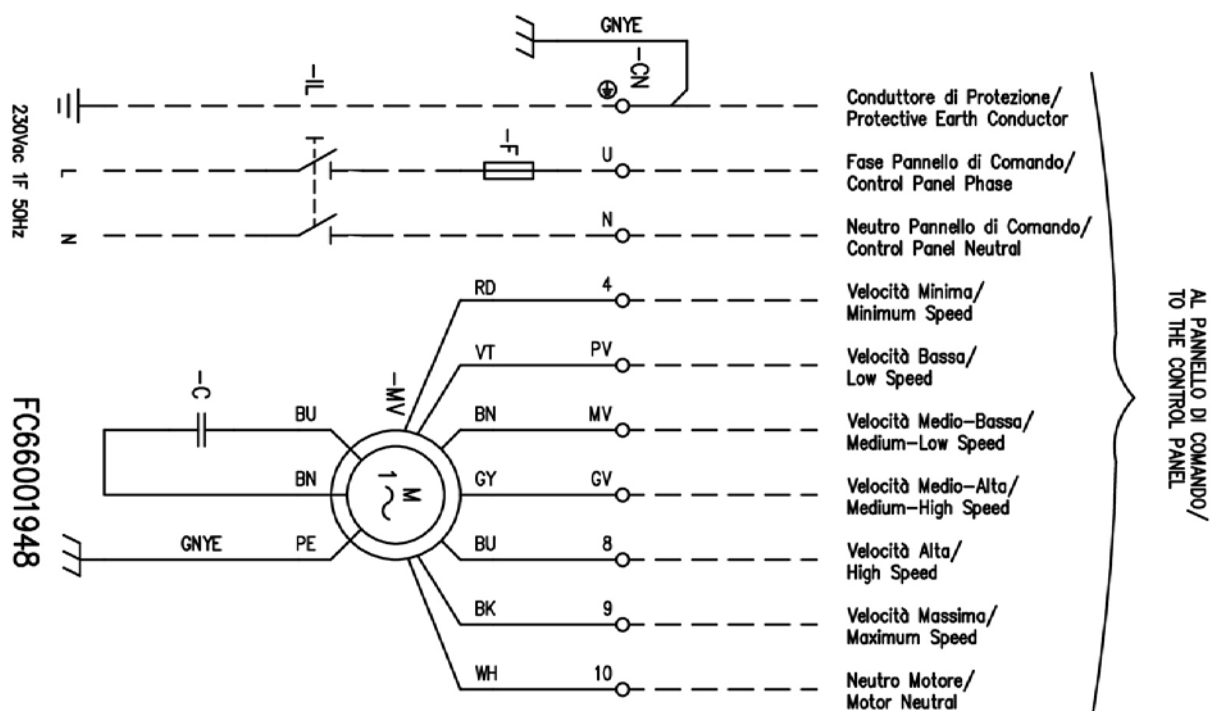 GNYE
-CN
-IL
230Vac 1F 50Hz
Conduttore di Protezione/
Protective Earth Conductor
L
-F
U
Fase Pannello di Comando/
Control Panel Phase
N
N
Neutro Pannello di Comando/
Control Panel Neutral
RD
4
Velocità Minima/
Minimum Speed
VT
PV
Velocità Bassa/
Low Speed
-C
BU
-MV
BN
MV
Velocità Medio-Bassa/
Medium-Low Speed
BN
M
1~
GY
GV
Velocità Medio-Alta/
Medium-High Speed
GNYE
PE
BU
8
Velocità Alta/
High Speed
BK
9
Velocità Massima/
Maximum Speed
WH
10
Neutro Motore/
Motor Neutral
AL PANNELLO DI COMANDO/
TO THE CONTROL PANEL
FC66001948